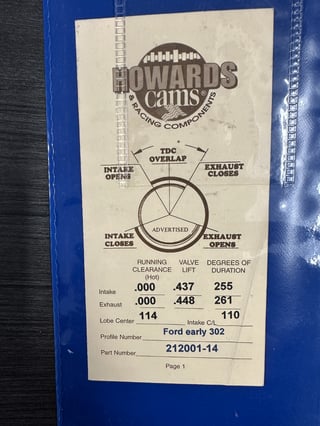 HOWARDS
cams®
& RACING COMPONENTS
TDC
OVERLAP
INTAKE
OPENS
EXHAUST
CLOSES
ADVERTISED
INTAKE
CLOSES
EXHAUST
OPENS
RUNNING
CLEARANCE
(Hot)
VALVE
LIFT
DEGREES OF
DURATION
Intake .000 .437 255
Exhaust .000 .448 261
Lobe Center 114 Intake C/L 110
Profile Number Ford early 302
Part Number 212001-14
Page 1